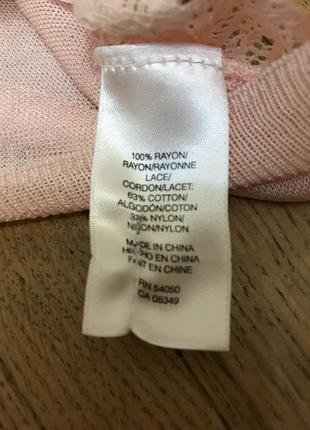 100% RAYON/
RAYON/RAYONNE
LACE/
CORDON/LACET:
63% COTTON/
ALGODÓN/COTON
37% NYLON/
NILON/NYLON
MADE IN CHINA
HECHO EN CHINA
FAIT EN CHINE
RN 54050
CA 08349